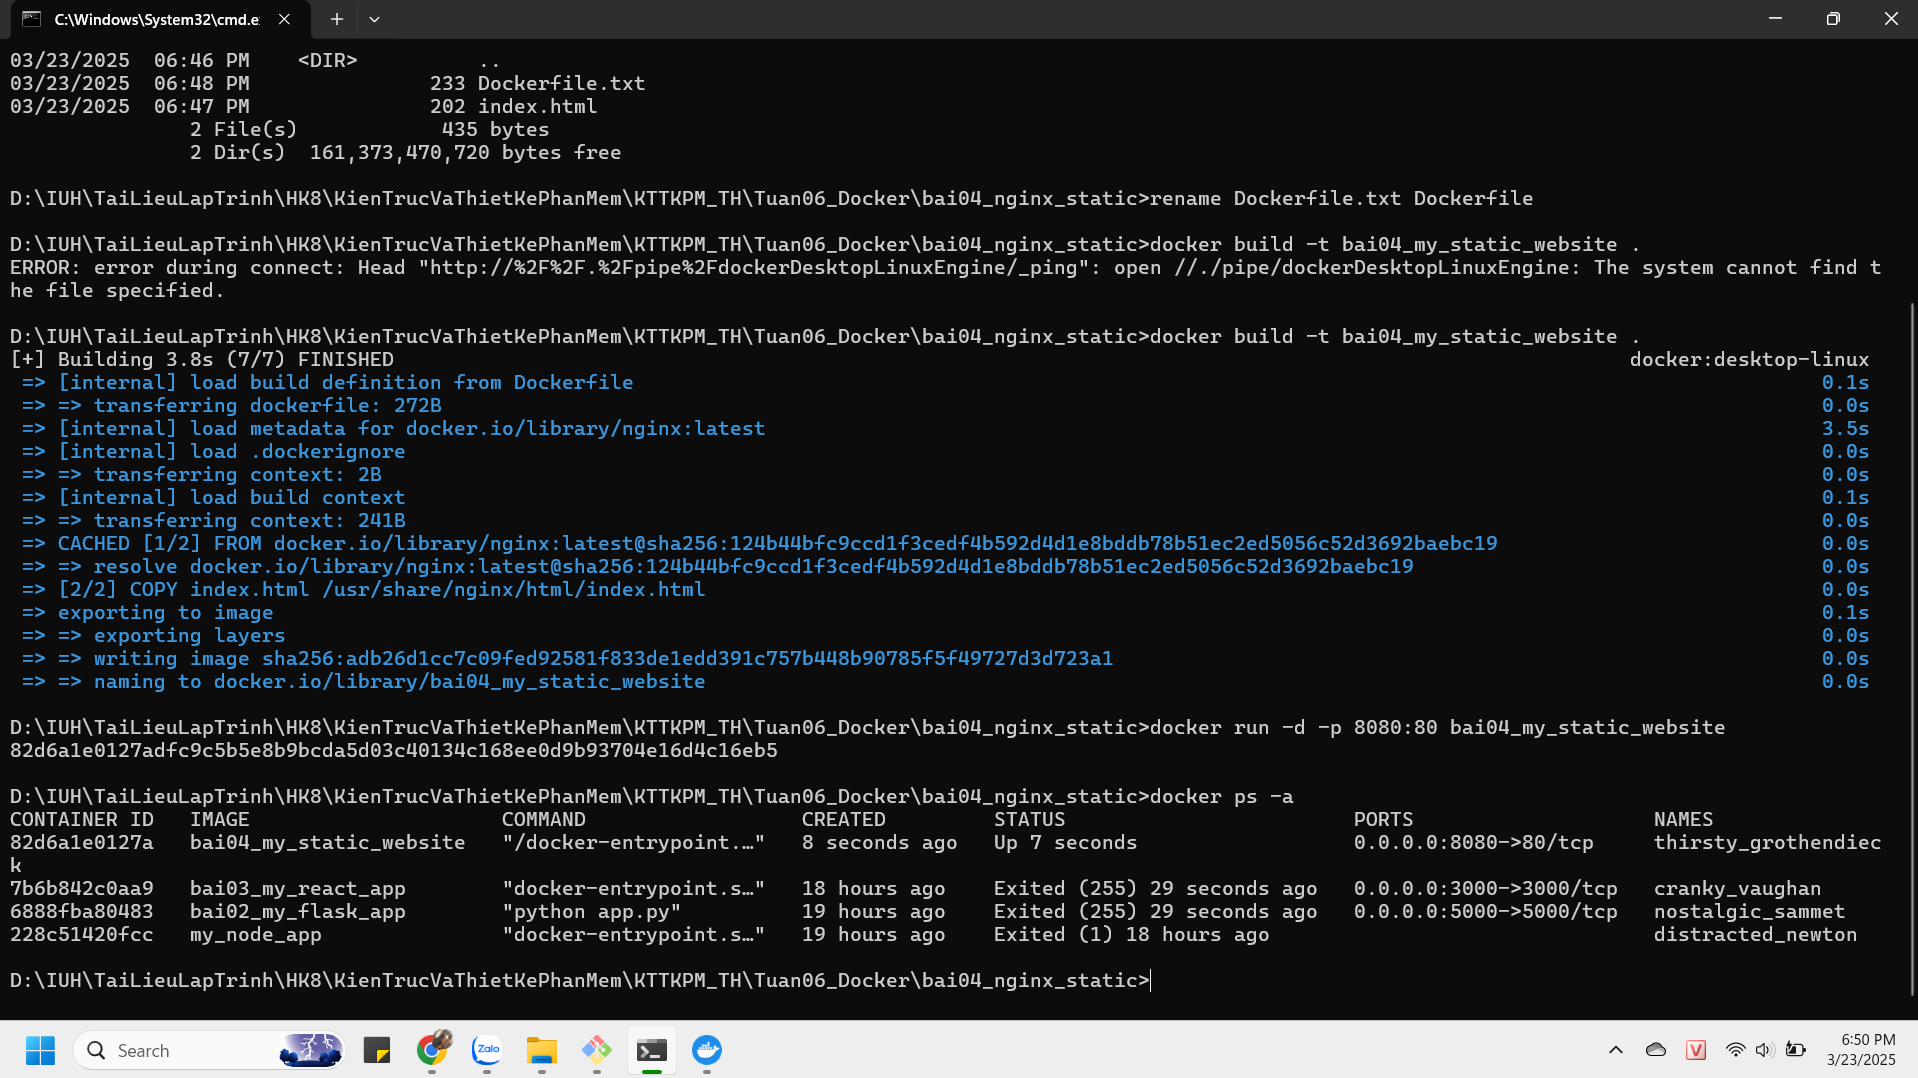 C:\Windows\System32\cmd.e
03/23/2025  06:46 PM    <DIR>          ..
03/23/2025  06:48 PM               233 Dockerfile.txt
03/23/2025  06:47 PM               202 index.html
               2 File(s)            435 bytes
               2 Dir(s)  161,373,470,720 bytes free
D:\IUH\TaiLieuLapTrinh\HK8\KienTrucVaThietKePhanMem\KTTKPM_TH\Tuan06_Docker\bai04_nginx_static>rename Dockerfile.txt Dockerfile
D:\IUH\TaiLieuLapTrinh\HK8\KienTrucVaThietKePhanMem\KTTKPM_TH\Tuan06_Docker\bai04_nginx_static>docker build -t bai04_my_static_website .
ERROR: error during connect: Head "http://%2F%2F.%2Fpipe%2FdockerDesktopLinuxEngine/_ping": open //./pipe/dockerDesktopLinuxEngine: The system cannot find t
he file specified.
D:\IUH\TaiLieuLapTrinh\HK8\KienTrucVaThietKePhanMem\KTTKPM_TH\Tuan06_Docker\bai04_nginx_static>docker build -t bai04_my_static_website .
[+] Building 3.8s (7/7) FINISHED                                                                docker:desktop-linux
 => [internal] load build definition from Dockerfile                                                            0.1s
 => => transferring dockerfile: 272B                                                                            0.0s
 => [internal] load metadata for docker.io/library/nginx:latest                                                 3.5s
 => [internal] load .dockerignore                                                                               0.0s
 => => transferring context: 2B                                                                                 0.0s
 => [internal] load build context                                                                               0.1s
 => => transferring context: 241B                                                                               0.0s
 => CACHED [1/2] FROM docker.io/library/nginx:latest@sha256:124b44bfc9ccd1f3cedf4b592d4d1e8bddb78b51ec2ed5056c52d3692baebc19   0.0s
 => => resolve docker.io/library/nginx:latest@sha256:124b44bfc9ccd1f3cedf4b592d4d1e8bddb78b51ec2ed5056c52d3692baebc19   0.0s
 => [2/2] COPY index.html /usr/share/nginx/html/index.html                                                      0.0s
 => exporting to image                                                                                          0.1s
 => => exporting layers                                                                                         0.0s
 => => writing image sha256:adb26d1cc7c09fed92581f833de1edd391c757b448b90785f5f49727d3d723a1                    0.0s
 => => naming to docker.io/library/bai04_my_static_website                                                      0.0s
D:\IUH\TaiLieuLapTrinh\HK8\KienTrucVaThietKePhanMem\KTTKPM_TH\Tuan06_Docker\bai04_nginx_static>docker run -d -p 8080:80 bai04_my_static_website
82d6a1e0127adfc9c5b5e8b9bcda5d03c40134c168ee0d9b93704e16d4c16eb5
D:\IUH\TaiLieuLapTrinh\HK8\KienTrucVaThietKePhanMem\KTTKPM_TH\Tuan06_Docker\bai04_nginx_static>docker ps -a
CONTAINER ID   IMAGE                     COMMAND                  CREATED        STATUS                        PORTS                    NAMES
82d6a1e0127a   bai04_my_static_website   "/docker-entrypoint.…"   8 seconds ago   Up 7 seconds                  0.0.0.0:8080->80/tcp     thirsty_grothendiec
k
7b6b842c0aa9   bai03_my_react_app        "docker-entrypoint.s…"   18 hours ago    Exited (255) 29 seconds ago   0.0.0.0:3000->3000/tcp   cranky_vaughan
6888fba80483   bai02_my_flask_app        "python app.py"          19 hours ago    Exited (255) 29 seconds ago   0.0.0.0:5000->5000/tcp   nostalgic_sammet
228c51420fcc   my_node_app               "docker-entrypoint.s…"   19 hours ago    Exited (1) 18 hours ago                                distracted_newton
D:\IUH\TaiLieuLapTrinh\HK8\KienTrucVaThietKePhanMem\KTTKPM_TH\Tuan06_Docker\bai04_nginx_static>
Search
Zalo
V
6:50 PM
3/23/2025